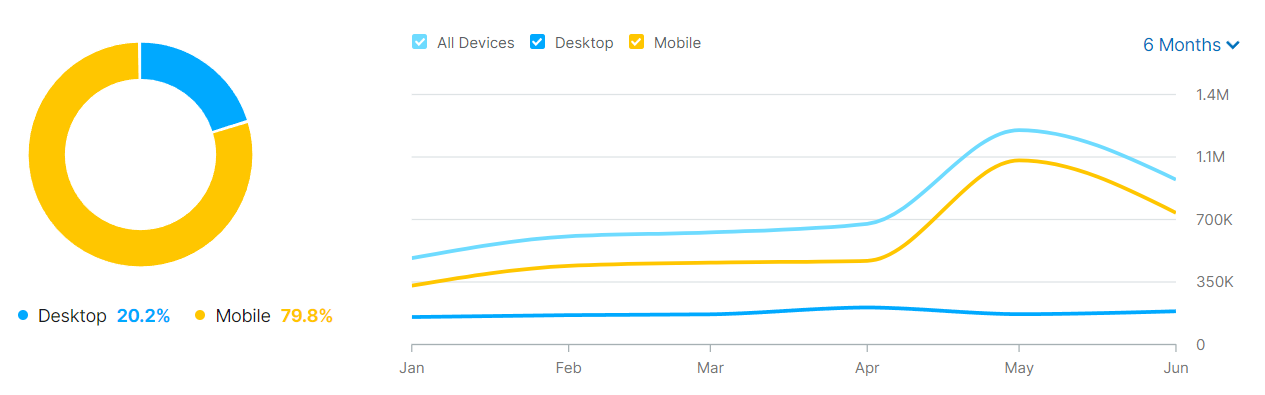 All Devices Desktop Mobile
6 Months
1.4M
1.1M
700K
350K
0
Jan Feb Mar Apr May Jun
Desktop 20.2% Mobile 79.8%